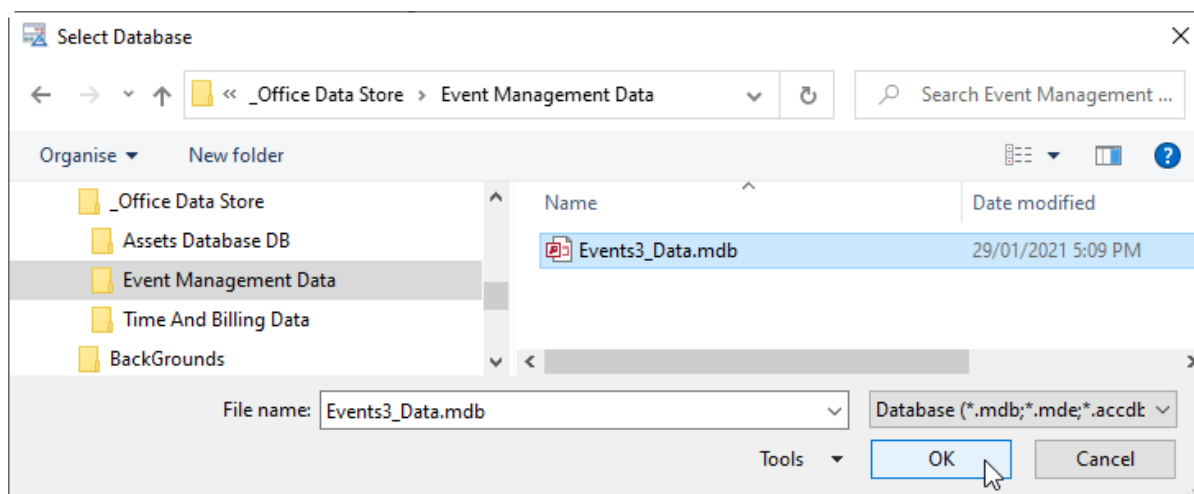 Select Database
« _Office Data Store › Event Management Data
Search Event Management ...
Organise
New folder
?
_Office Data Store
Assets Database DB
Event Management Data
Time And Billing Data
BackGrounds
Name
Date modified
Events3_Data.mdb
29/01/2021 5:09 PM
File name:
Events3_Data.mdb
Database (*.mdb;*.mde;*.accdb
Tools
OK
Cancel